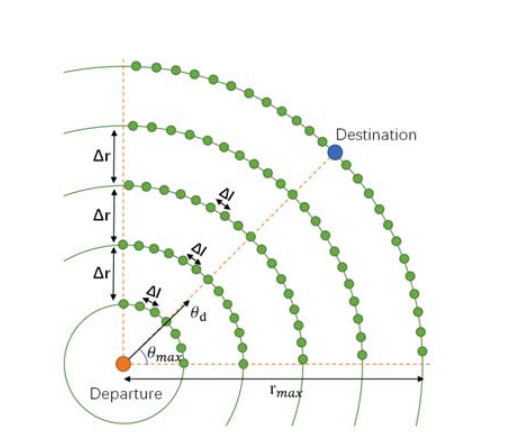 Destination
Δr
Δr
Δl
Δl
Δr
Δl
θd
θmax
Departure
rmax